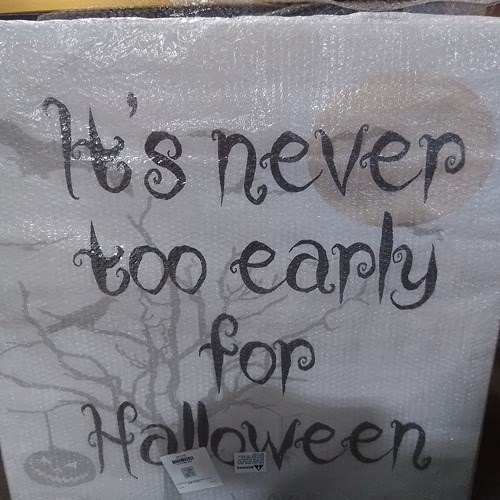 It's never
too early
for
Halloween